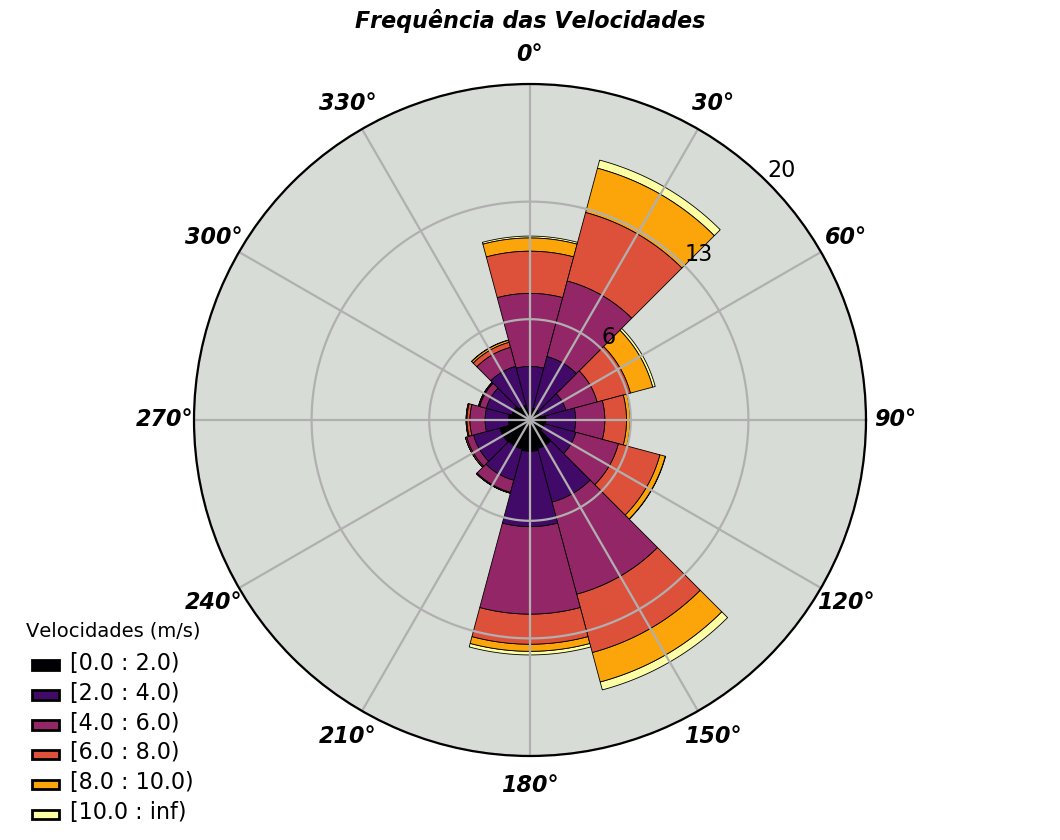 Frequência das Velocidades
0°
330°
30°
20
300°
60°
13
6
270°
90°
240°
120°
210°
150°
180°
Velocidades (m/s)
[0.0 : 2.0)
[2.0 : 4.0)
[4.0 : 6.0)
[6.0 : 8.0)
[8.0 : 10.0)
[10.0 : inf)